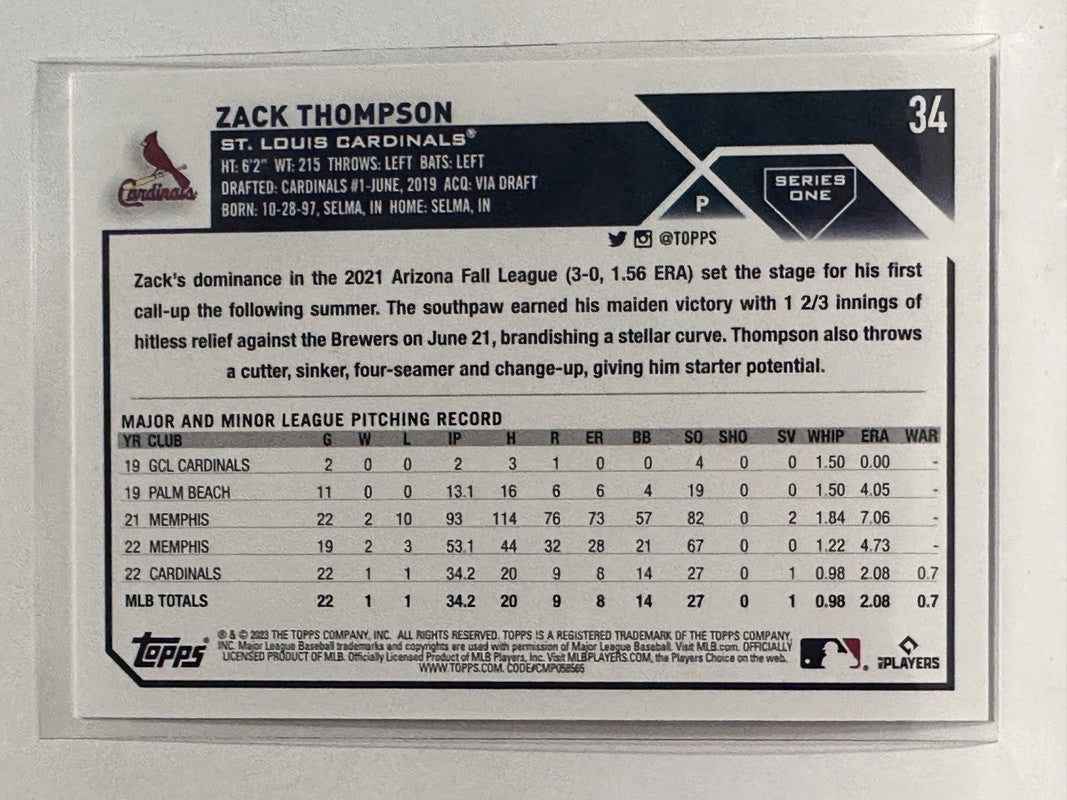 ZACK THOMPSON
34
ST. LOUIS CARDINALS®
HT: 6'2" WT: 215 THROWS: LEFT BATS: LEFT
DRAFTED: CARDINALS #1-JUNE, 2019 ACQ: VIA DRAFT
BORN: 10-28-97, SELMA, IN HOME: SELMA, IN
Cardinals
P
SERIES
ONE
@TOPPS
Zack's dominance in the 2021 Arizona Fall League (3-0, 1.56 ERA) set the stage for his first
call-up the following summer. The southpaw earned his maiden victory with 1 2/3 innings of
hitless relief against the Brewers on June 21, brandishing a stellar curve. Thompson also throws
a cutter, sinker, four-seamer and change-up, giving him starter potential.
MAJOR AND MINOR LEAGUE PITCHING RECORD
YR CLUB G W L IP H R ER BB SO SHO SV WHIP ERA WAR
19 GCL CARDINALS 2 0 0 2 3 1 0 0 4 0 0 1.50 0.00 -
19 PALM BEACH 11 0 0 13.1 16 6 6 4 19 0 0 1.50 4.05 -
21 MEMPHIS 22 2 10 93 114 76 73 57 82 0 2 1.84 7.06 -
22 MEMPHIS 19 2 3 53.1 44 32 28 21 67 0 0 1.22 4.73 -
22 CARDINALS 22 1 1 34.2 20 9 8 14 27 0 1 0.98 2.08 0.7
MLB TOTALS 22 1 1 34.2 20 9 8 14 27 0 1 0.98 2.08 0.7
Topps
® & © 2023 THE TOPPS COMPANY, INC. ALL RIGHTS RESERVED. TOPPS IS A REGISTERED TRADEMARK OF THE TOPPS COMPANY,
INC. Major League Baseball trademarks and copyrights are used with permission of Major League Baseball. Visit MLB.com. OFFICIALLY
LICENSED PRODUCT OF MLB. Officially Licensed Product of MLB Players, Inc. Visit MLBPLAYERS.COM, the Players Choice on the web.
WWW.TOPPS.COM. CODE#CMP058565
PLAYERS